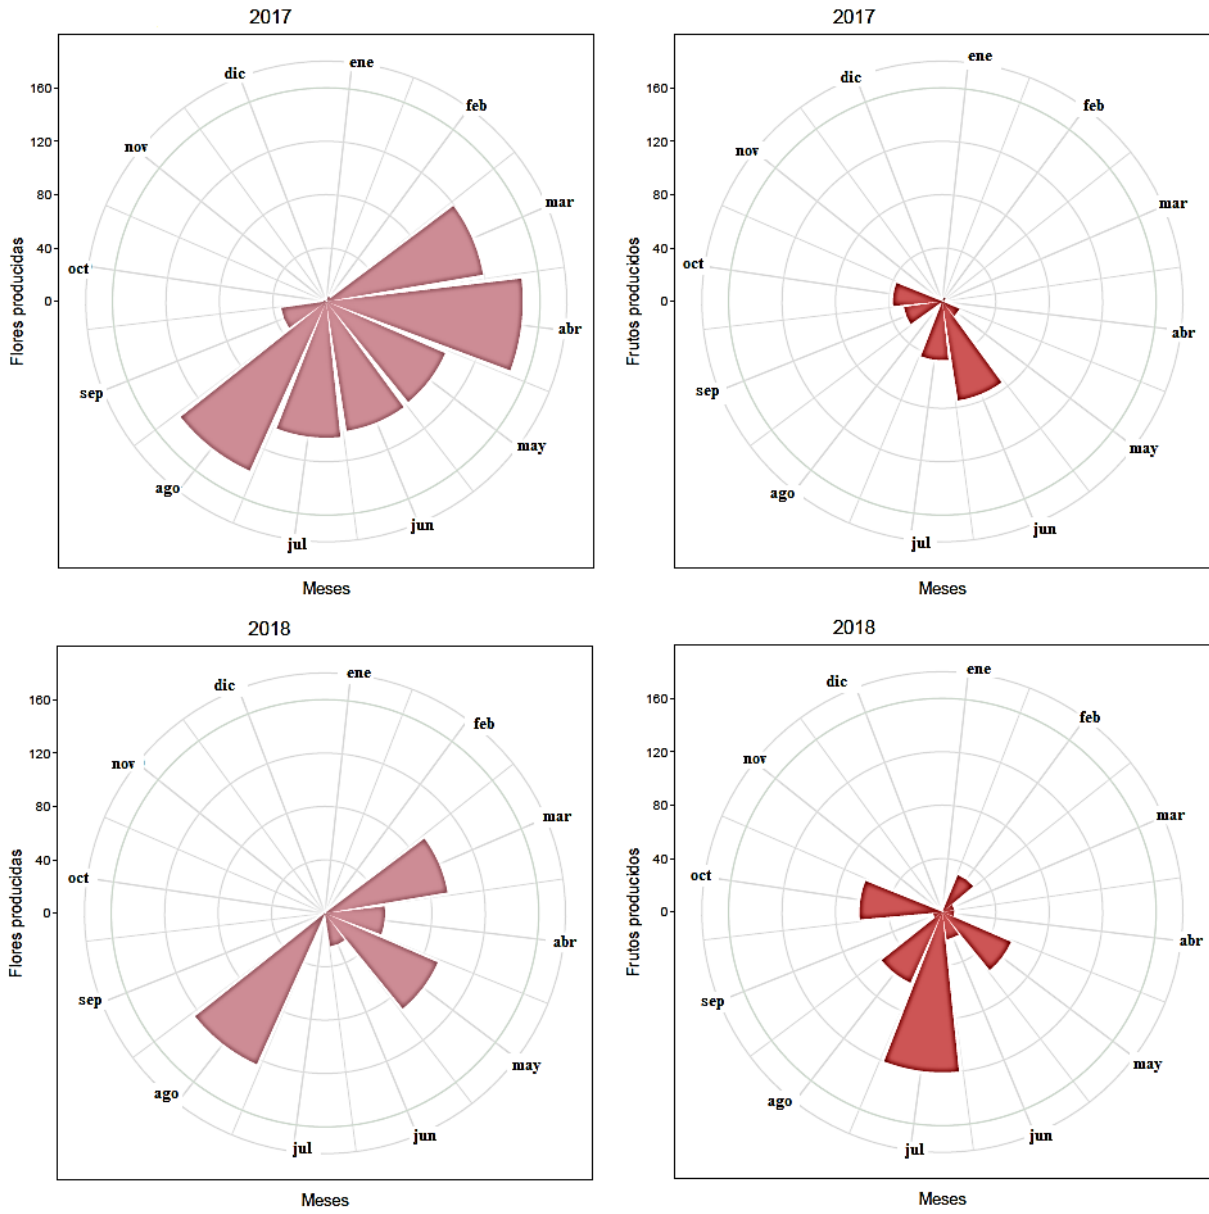 2017
Flores producidas
160
120
80
40
0
ene
feb
mar
abr
may
jun
jul
ago
sep
oct
nov
dic
Meses
2017
Frutos producidos
160
120
80
40
0
ene
feb
mar
abr
may
jun
jul
ago
sep
oct
nov
dic
Meses
2018
Flores producidas
160
120
80
40
0
ene
feb
mar
abr
may
jun
jul
ago
sep
oct
nov
dic
Meses
2018
Frutos producidos
160
120
80
40
0
ene
feb
mar
abr
may
jun
jul
ago
sep
oct
nov
dic
Meses